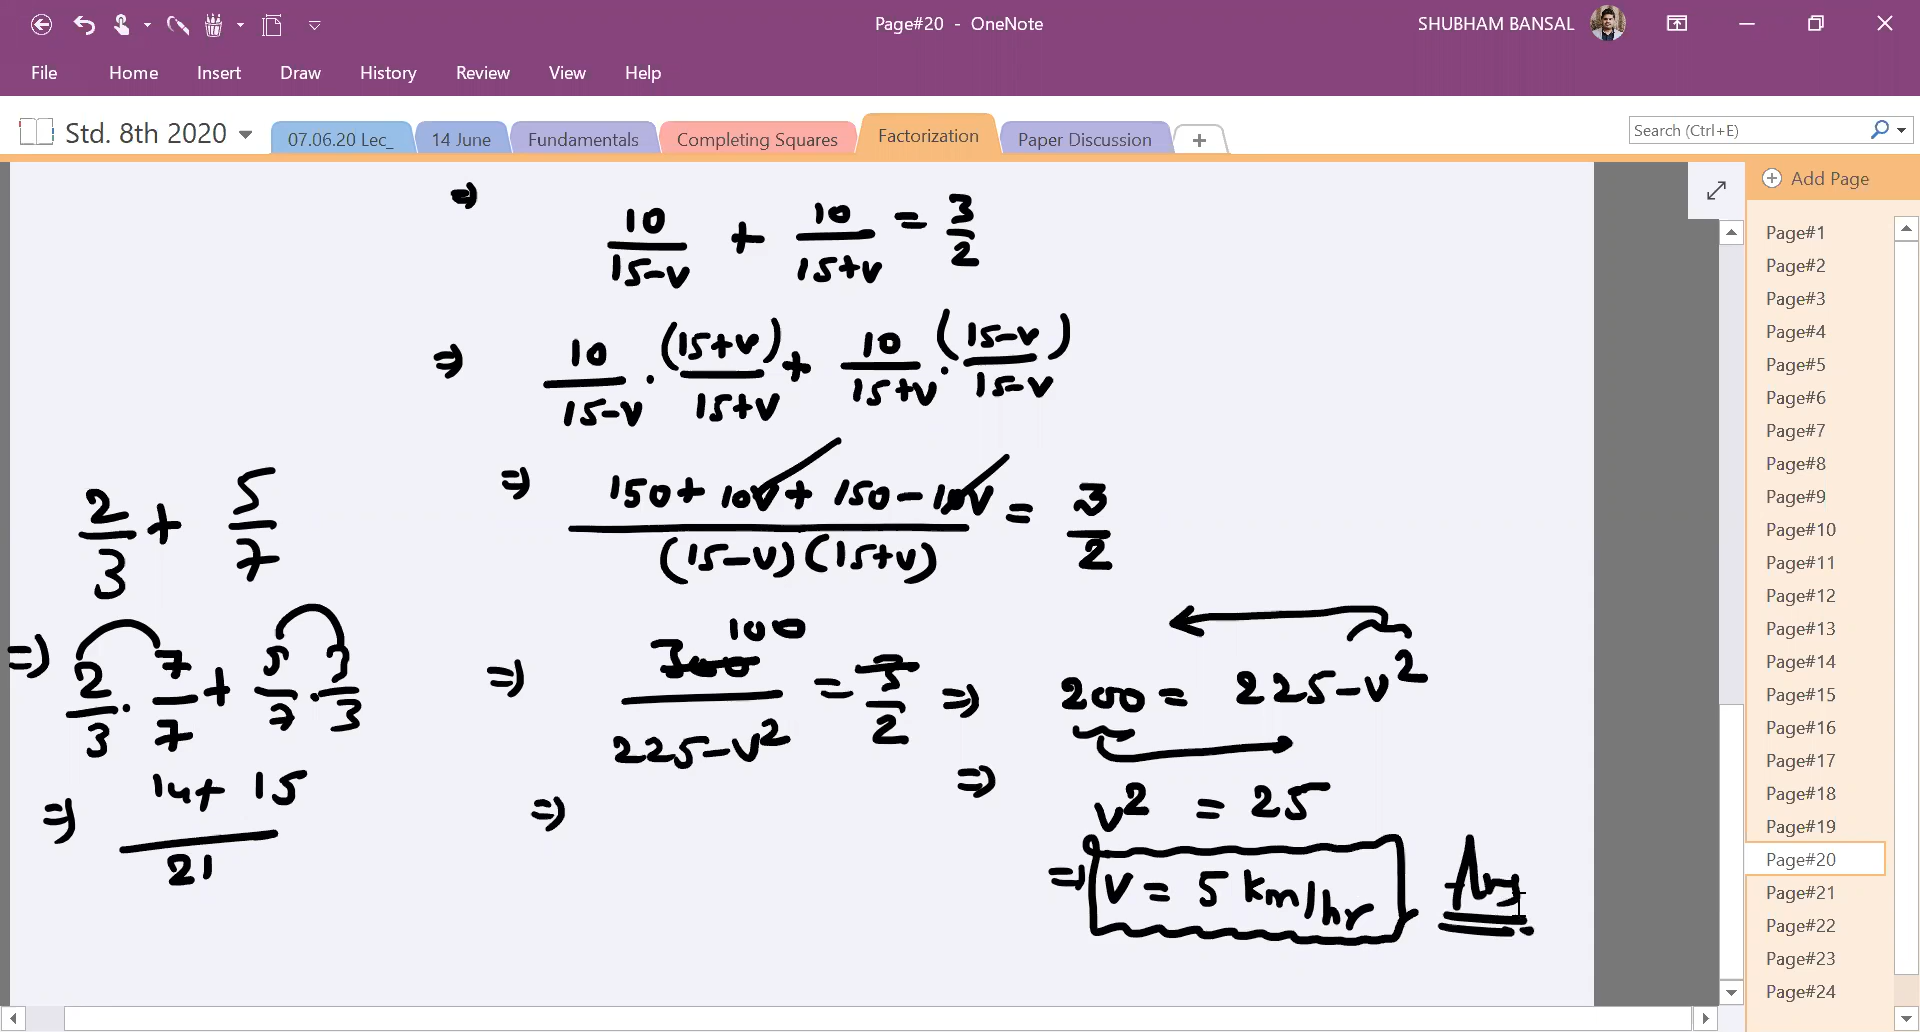 Page#20 - OneNote
SHUBHAM BANSAL
File Home Insert Draw History Review View Help
Std. 8th 2020
07.06.20 Lec_
14 June
Fundamentals
Completing Squares
Factorization
Paper Discussion
Search (Ctrl+E)
Add Page
Page#1
Page#2
Page#3
Page#4
Page#5
Page#6
Page#7
Page#8
Page#9
Page#10
Page#11
Page#12
Page#13
Page#14
Page#15
Page#16
Page#17
Page#18
Page#19
Page#20
Page#21
Page#22
Page#23
Page#24
⇒ 10/(15-v) + 10/(15+v) = 3/2
⇒ 10/(15-v) · (15+v)/(15+v) + 10/(15+v) · (15-v)/(15-v)
⇒ (150+10v+150-10v)/((15-v)(15+v)) = 3/2
⇒ 300/(225-v²) = 3/2
100
⇒ 200 = 225-v²
⇒ v² = 25
⇒ v = 5 km/hr Ans
⇒
2/3 + 5/7
⇒ 2/3 · 7/7 + 5/7 · 3/3
⇒ (14+15)/21